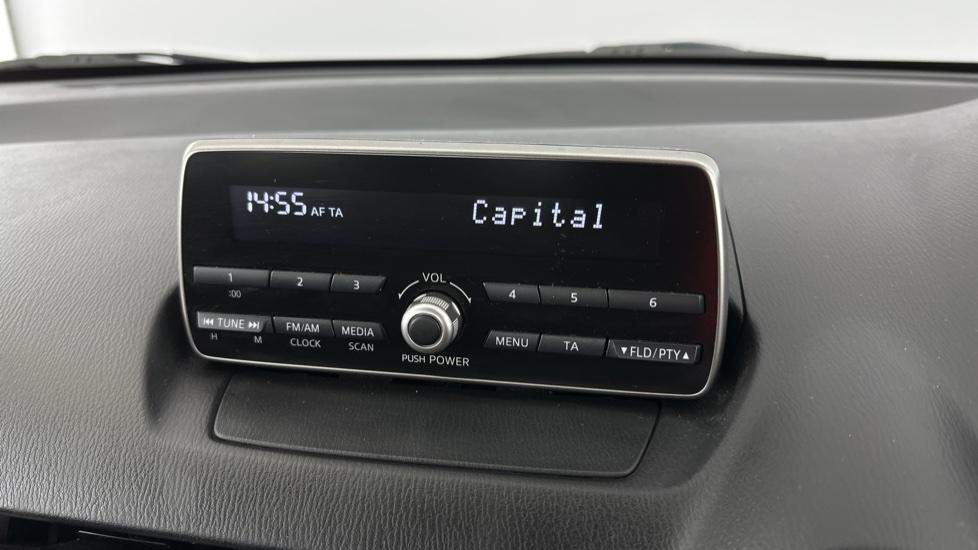 14:55 AF TA Capital
VOL
1 2 3 4 5 6
:00
⏮ TUNE ⏭ FM/AM MEDIA MENU TA ▼FLD/PTY▲
H M CLOCK SCAN PUSH POWER